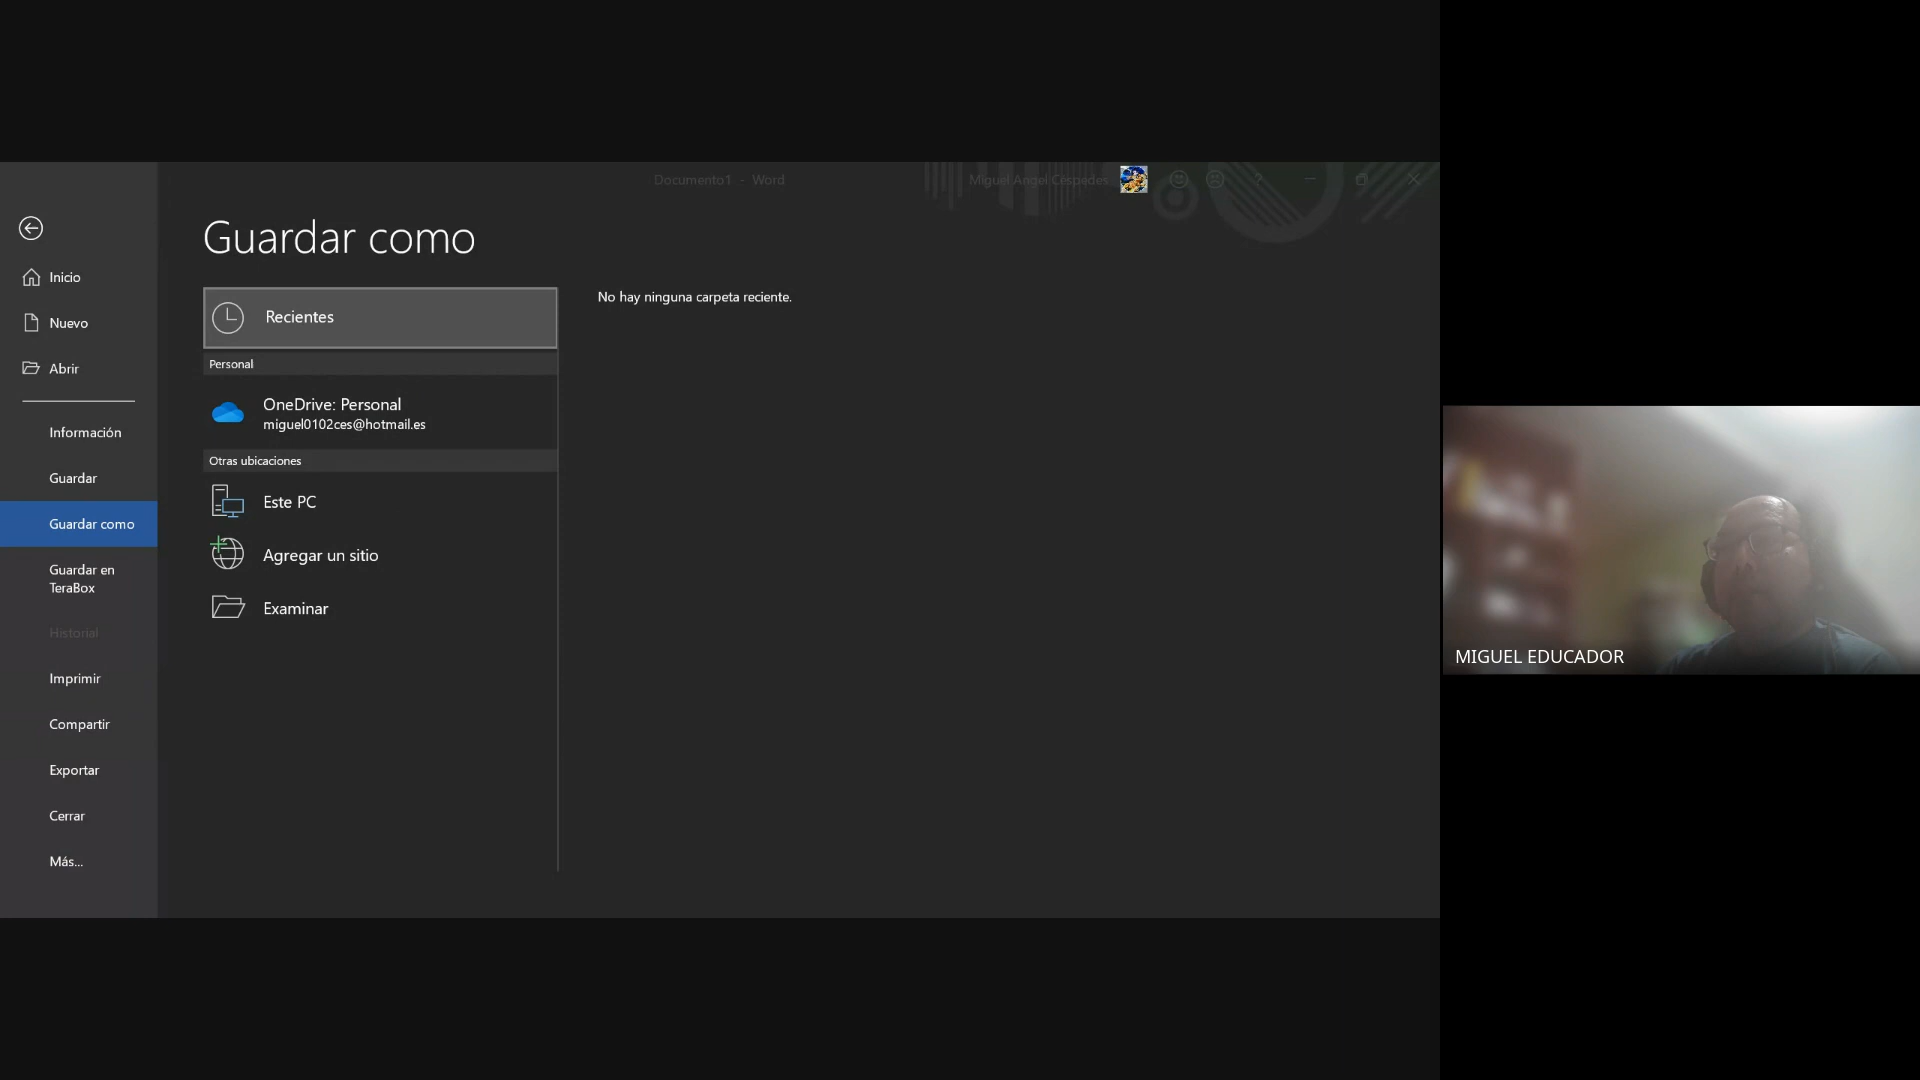 Documento1 - Word
Miguel Angel Céspedes
Guardar como
Inicio
Nuevo
Abrir
Información
Guardar
Guardar como
Guardar en
TeraBox
Historial
Imprimir
Compartir
Exportar
Cerrar
Más...
Recientes
Personal
OneDrive: Personal
miguel0102ces@hotmail.es
Otras ubicaciones
Este PC
Agregar un sitio
Examinar
No hay ninguna carpeta reciente.
MIGUEL EDUCADOR